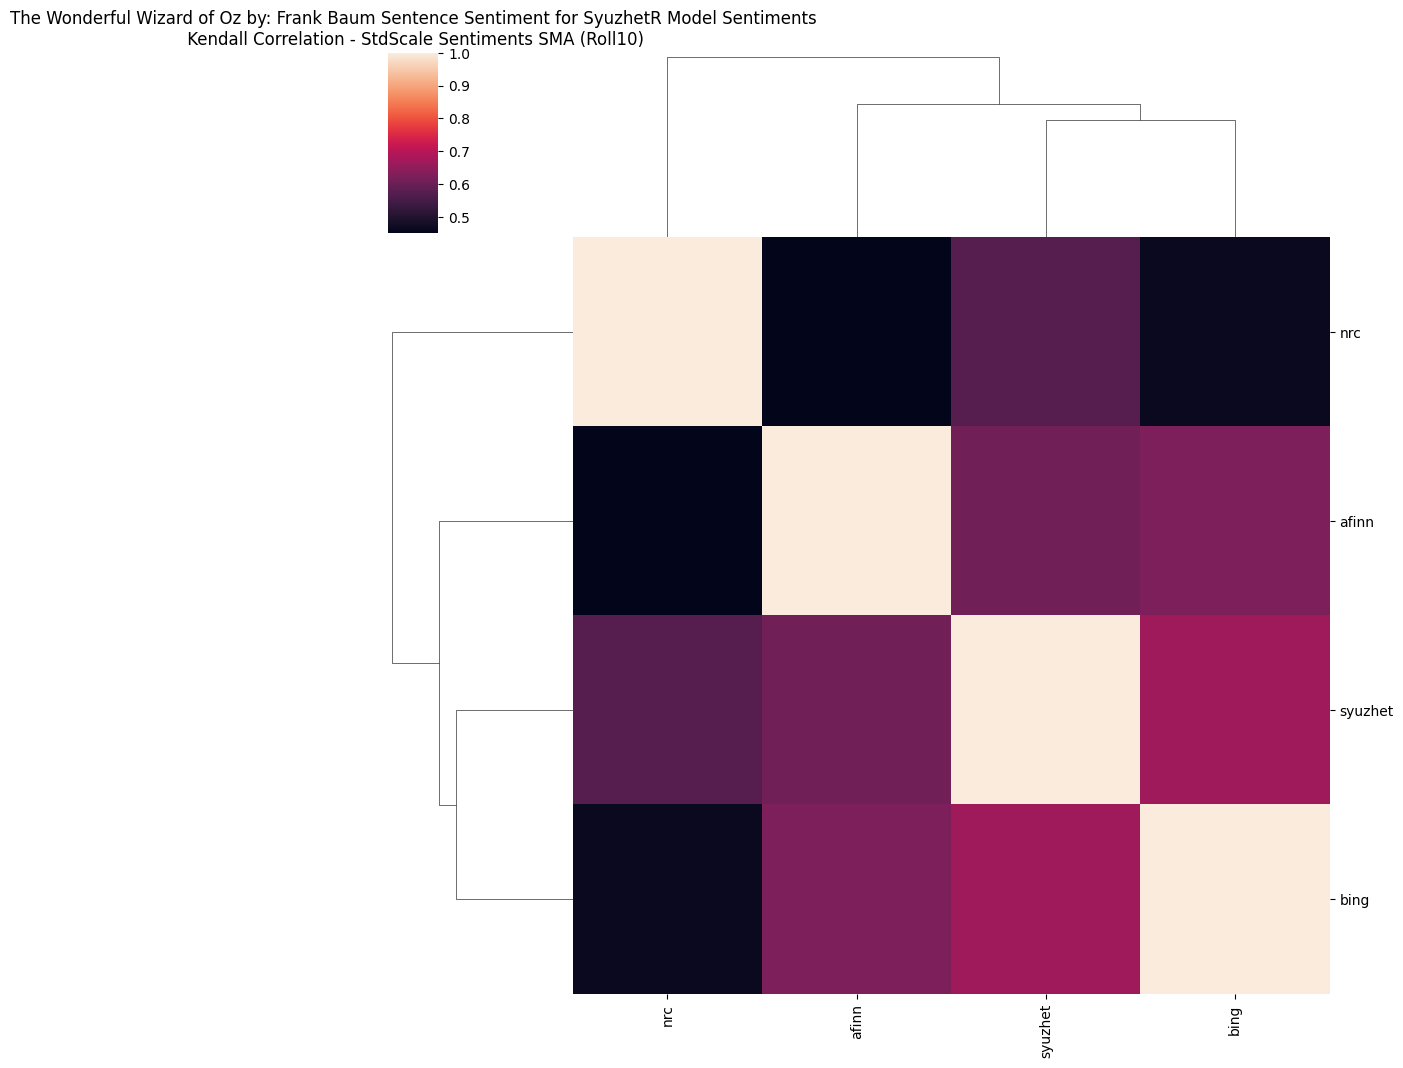 The Wonderful Wizard of Oz by: Frank Baum Sentence Sentiment for SyuzhetR Model Sentiments
Kendall Correlation - StdScale Sentiments SMA (Roll10)
1.0
0.9
0.8
0.7
0.6
0.5
nrc
afinn
syuzhet
bing
nrc
afinn
syuzhet
bing